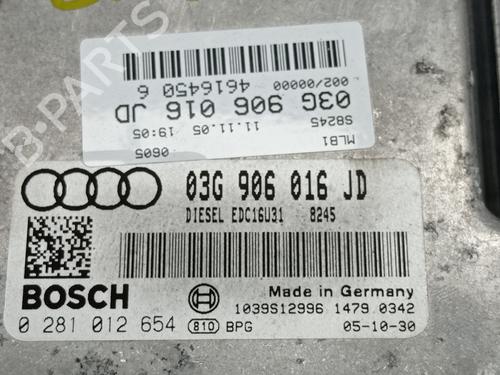 B-PARTS
4616450 6
002/00000
03G 906 016 JD
S8245
11.11.05 19:05
MLB1
0605
03G 906 016 JD
DIESEL EDC16U31 8245
BOSCH
Made in Germany
1039S12996 1479.0342
0 281 012 654
810 BPG
05-10-30